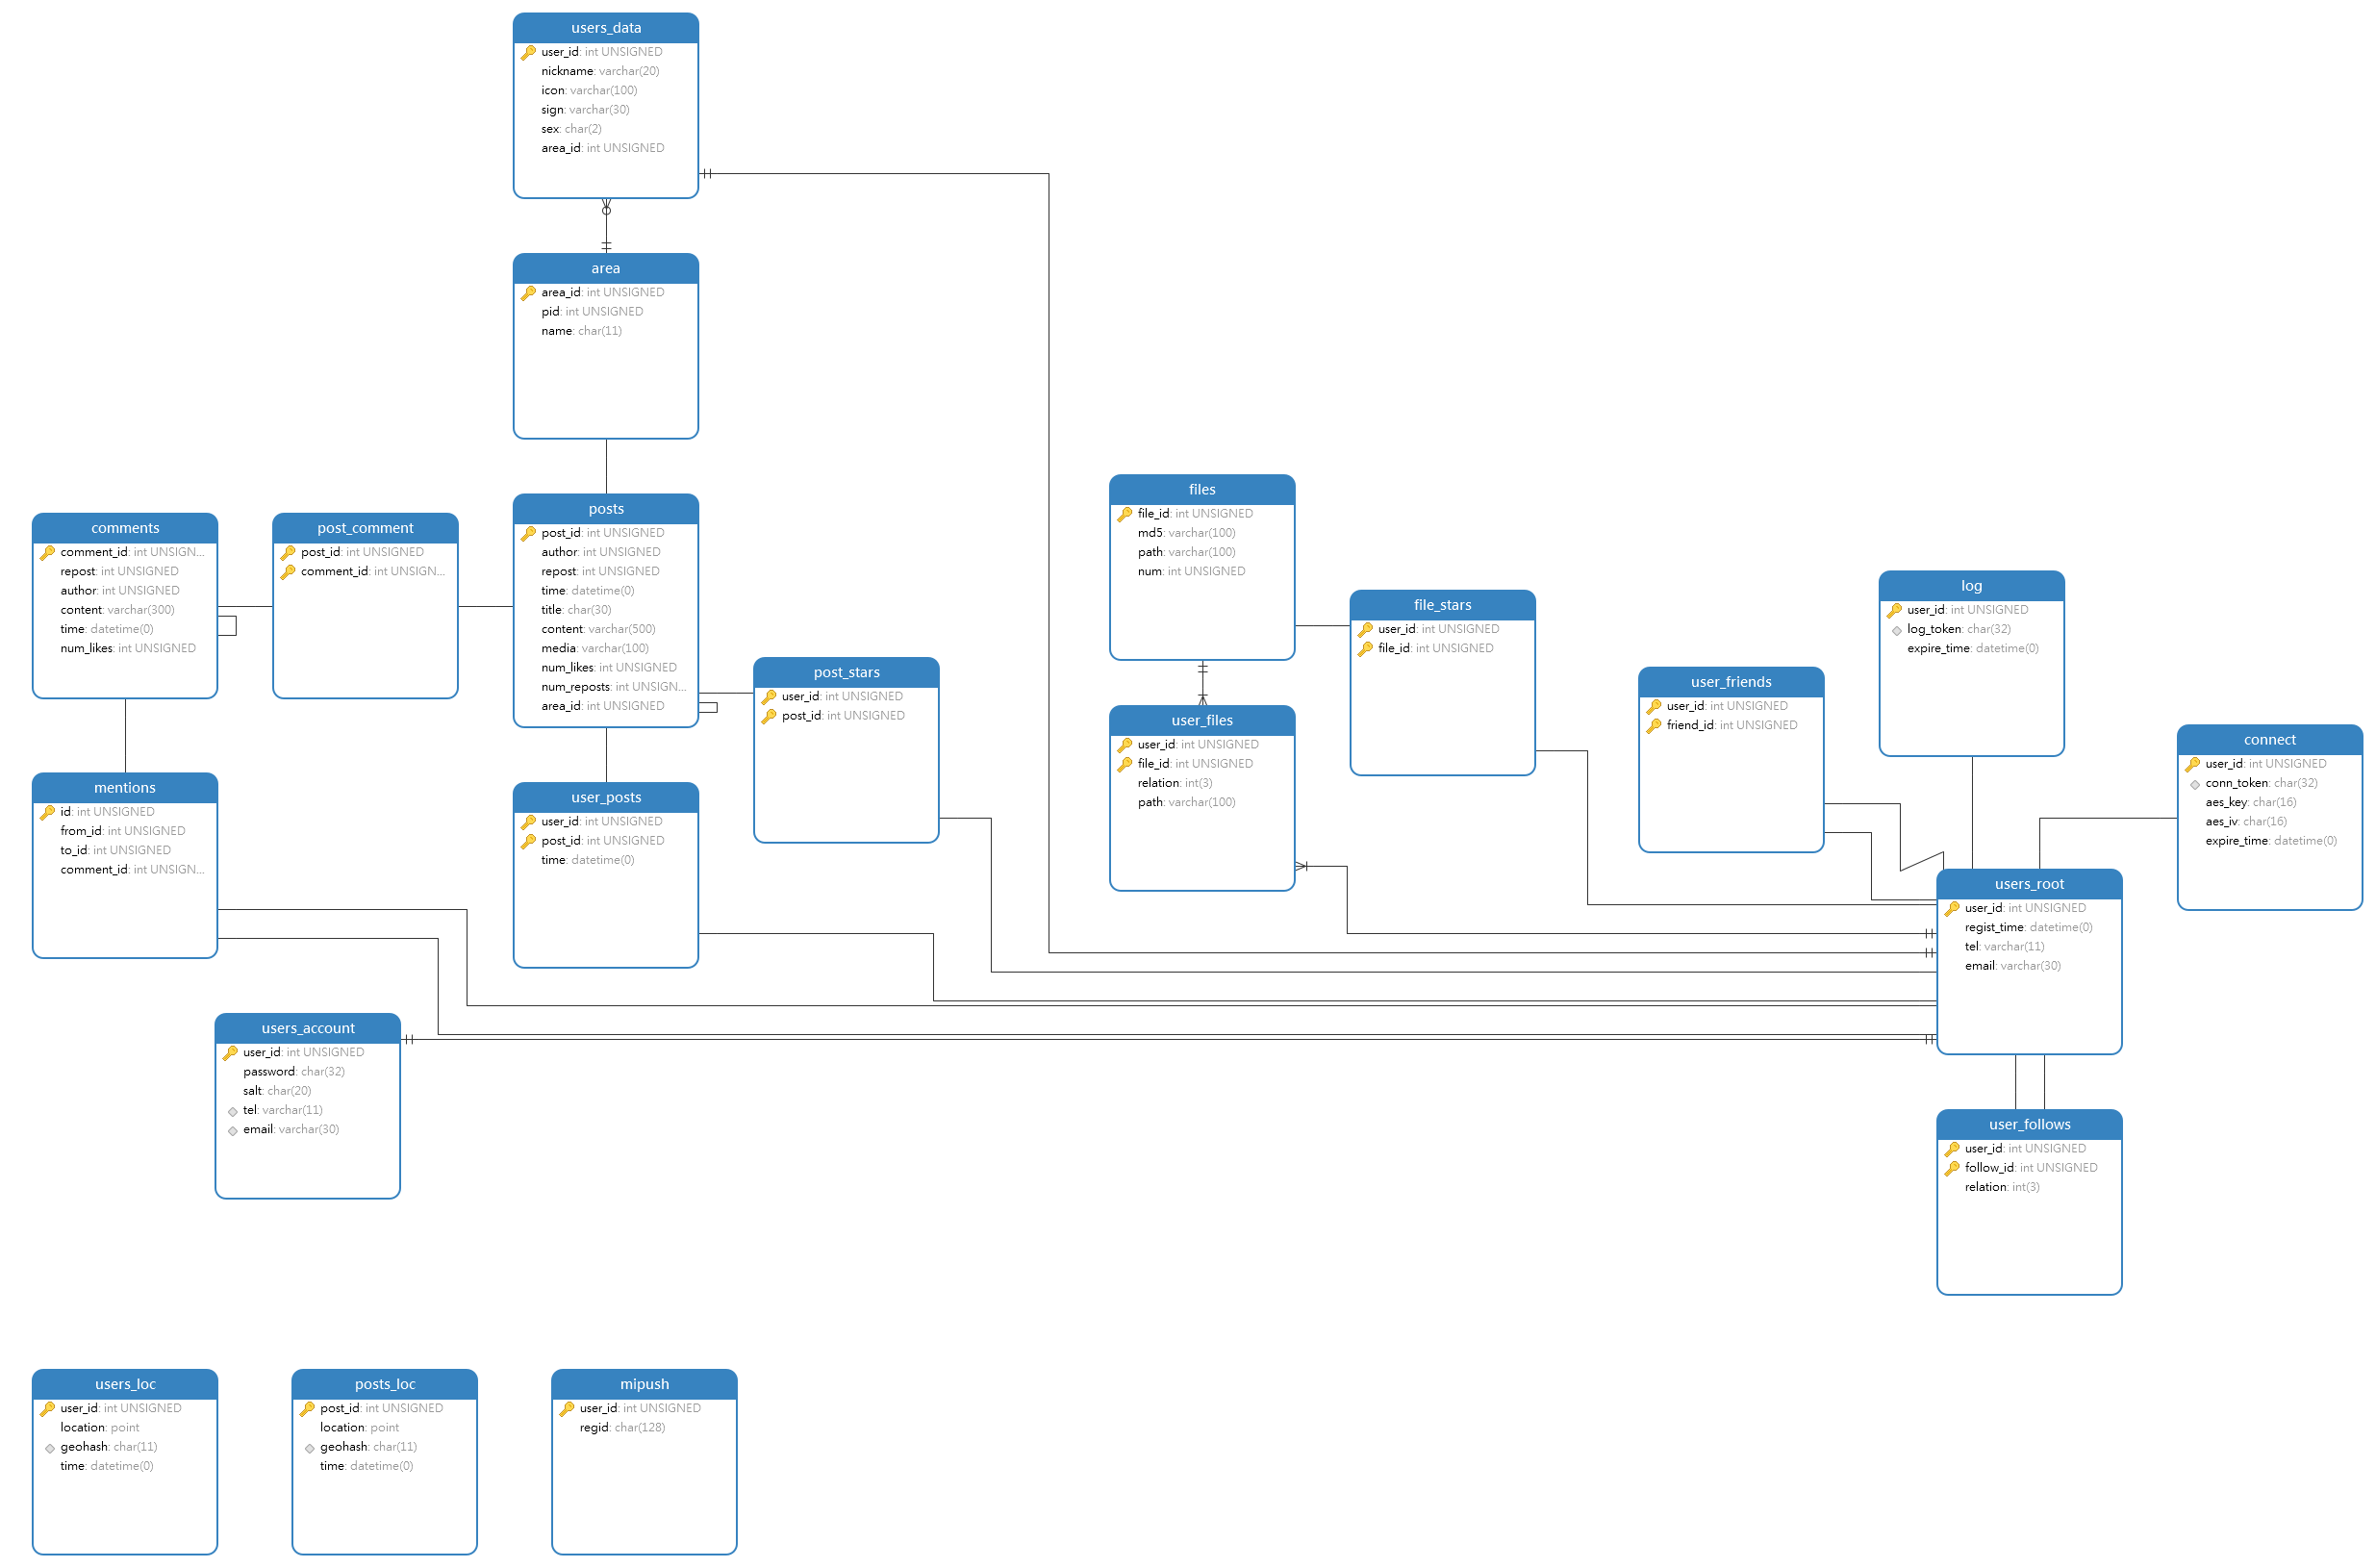 users_data
user_id: int UNSIGNED
nickname: varchar(20)
icon: varchar(100)
sign: varchar(30)
sex: char(2)
area_id: int UNSIGNED
area
area_id: int UNSIGNED
pid: int UNSIGNED
name: char(11)
comments
comment_id: int UNSIGN...
repost: int UNSIGNED
author: int UNSIGNED
content: varchar(300)
time: datetime(0)
num_likes: int UNSIGNED
post_comment
post_id: int UNSIGNED
comment_id: int UNSIGN...
posts
post_id: int UNSIGNED
author: int UNSIGNED
repost: int UNSIGNED
time: datetime(0)
title: char(30)
content: varchar(500)
media: varchar(100)
num_likes: int UNSIGNED
num_reposts: int UNSIGN...
area_id: int UNSIGNED
post_stars
user_id: int UNSIGNED
post_id: int UNSIGNED
files
file_id: int UNSIGNED
md5: varchar(100)
path: varchar(100)
num: int UNSIGNED
file_stars
user_id: int UNSIGNED
file_id: int UNSIGNED
user_files
user_id: int UNSIGNED
file_id: int UNSIGNED
relation: int(3)
path: varchar(100)
user_friends
user_id: int UNSIGNED
friend_id: int UNSIGNED
log
user_id: int UNSIGNED
log_token: char(32)
expire_time: datetime(0)
connect
user_id: int UNSIGNED
conn_token: char(32)
aes_key: char(16)
aes_iv: char(16)
expire_time: datetime(0)
mentions
id: int UNSIGNED
from_id: int UNSIGNED
to_id: int UNSIGNED
comment_id: int UNSIGN...
user_posts
user_id: int UNSIGNED
post_id: int UNSIGNED
time: datetime(0)
users_root
user_id: int UNSIGNED
regist_time: datetime(0)
tel: varchar(11)
email: varchar(30)
users_account
user_id: int UNSIGNED
password: char(32)
salt: char(20)
tel: varchar(11)
email: varchar(30)
user_follows
user_id: int UNSIGNED
follow_id: int UNSIGNED
relation: int(3)
users_loc
user_id: int UNSIGNED
location: point
geohash: char(11)
time: datetime(0)
posts_loc
post_id: int UNSIGNED
location: point
geohash: char(11)
time: datetime(0)
mipush
user_id: int UNSIGNED
regid: char(128)